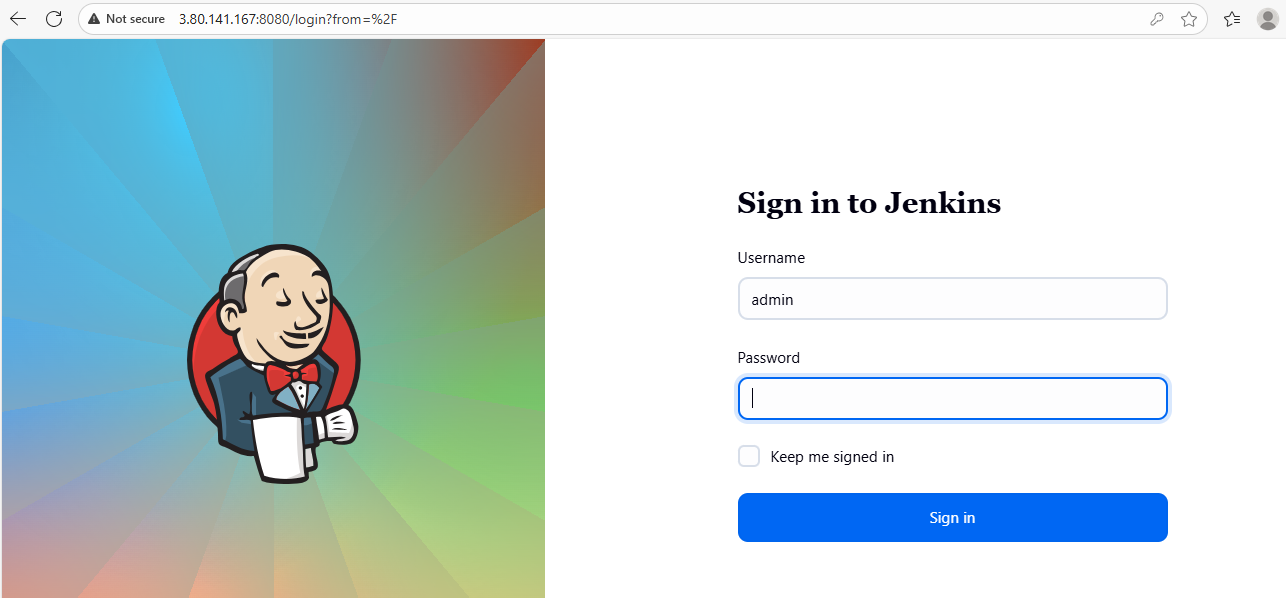 Not secure 3.80.141.167:8080/login?from=%2F
Sign in to Jenkins
Username
admin
Password
Keep me signed in
Sign in